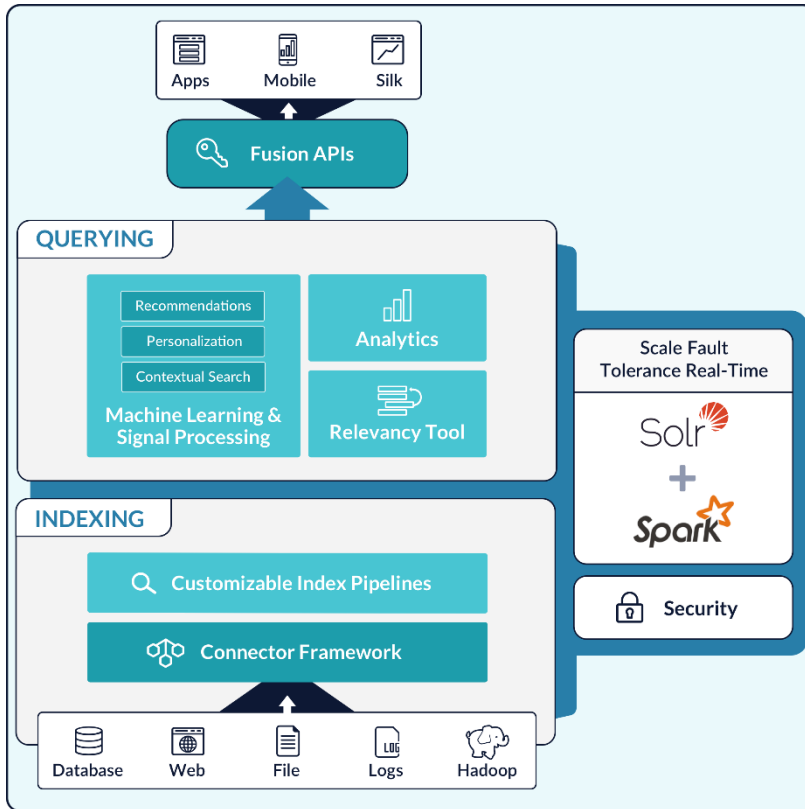 Apps
Mobile
Silk
Fusion APIs
QUERYING
Recommendations
Personalization
Contextual Search
Machine Learning &
Signal Processing
Analytics
Relevancy Tool
Scale Fault
Tolerance Real-Time
Solr
+
Spark
Security
INDEXING
Customizable Index Pipelines
Connector Framework
LOG
Database
Web
File
Logs
Hadoop